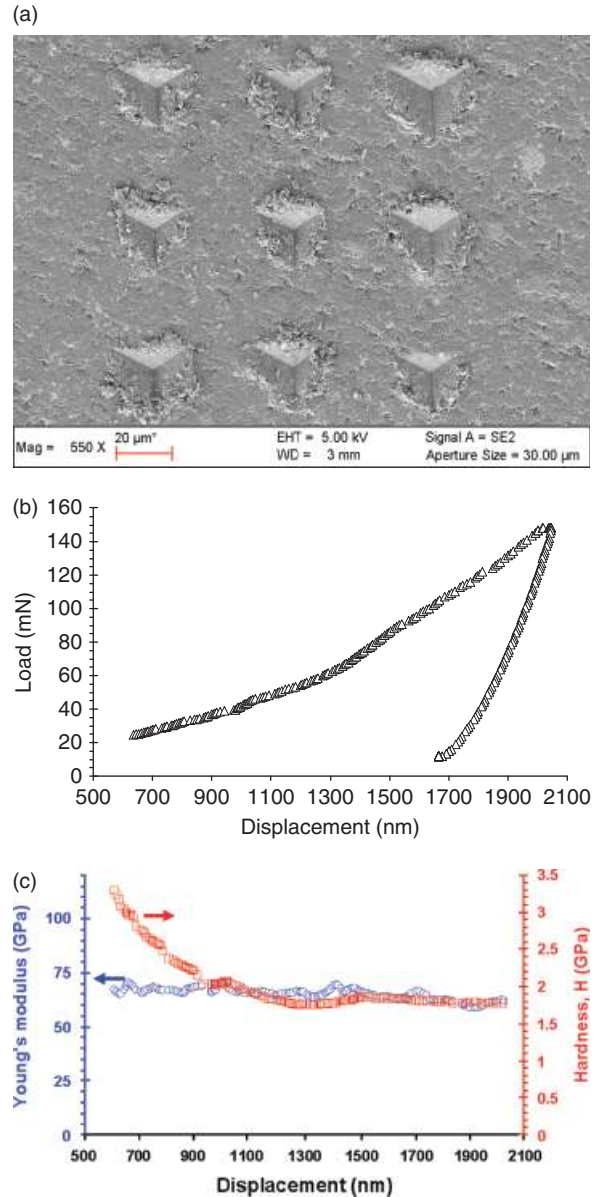 (a)
Mag = 550 X
20 µm*
EHT = 5.00 kV
WD = 3 mm
Signal A = SE2
Aperture Size = 30.00 µm
(b)
160
140
120
100
80
60
40
20
0
Load (mN)
500 700 900 1100 1300 1500 1700 1900 2100
Displacement (nm)
(c)
Young's modulus (GPa)
100
75
50
25
0
3.5
3
2.5
2
1.5
1
0.5
0
Hardness, H (GPa)
500 700 900 1100 1300 1500 1700 1900 2100
Displacement (nm)